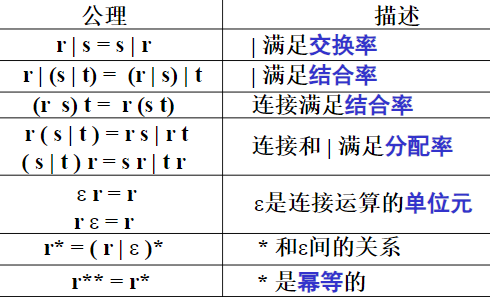 公理 描述
r | s = s | r | 满足交换率
r | (s | t) = (r | s) | t | 满足结合率
(r s) t = r (s t) 连接满足结合率
r ( s | t ) = r s | r t
( s | t ) r = s r | t r
连接和 | 满足分配率
ε r = r
r ε = r
ε是连接运算的单位元
r* = ( r | ε )* * 和ε间的关系
r** = r* * 是幂等的